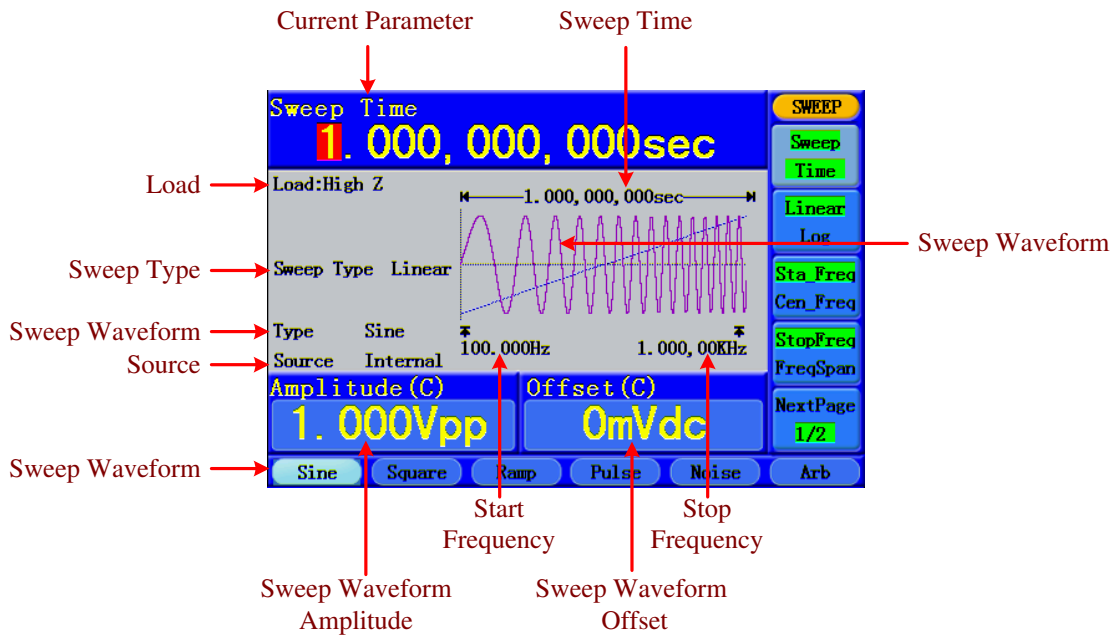 Current Parameter
Sweep Time
Sweep Time
1.000,000,000sec
SWEEP
Sweep
Time
Load
Load:High Z
1.000,000,000sec
Linear
Log
Sweep Waveform
Sweep Type
Sweep Type Linear
Sta_Freq
Cen_Freq
Sweep Waveform
Type Sine
Source
Source Internal
100.000Hz
1.000,00KHz
StopFreq
FreqSpan
Amplitude(C)
1.000Vpp
Offset(C)
0mVdc
NextPage
1/2
Sweep Waveform
Sine
Square
Ramp
Pulse
Noise
Arb
Start
Frequency
Stop
Frequency
Sweep Waveform
Amplitude
Sweep Waveform
Offset